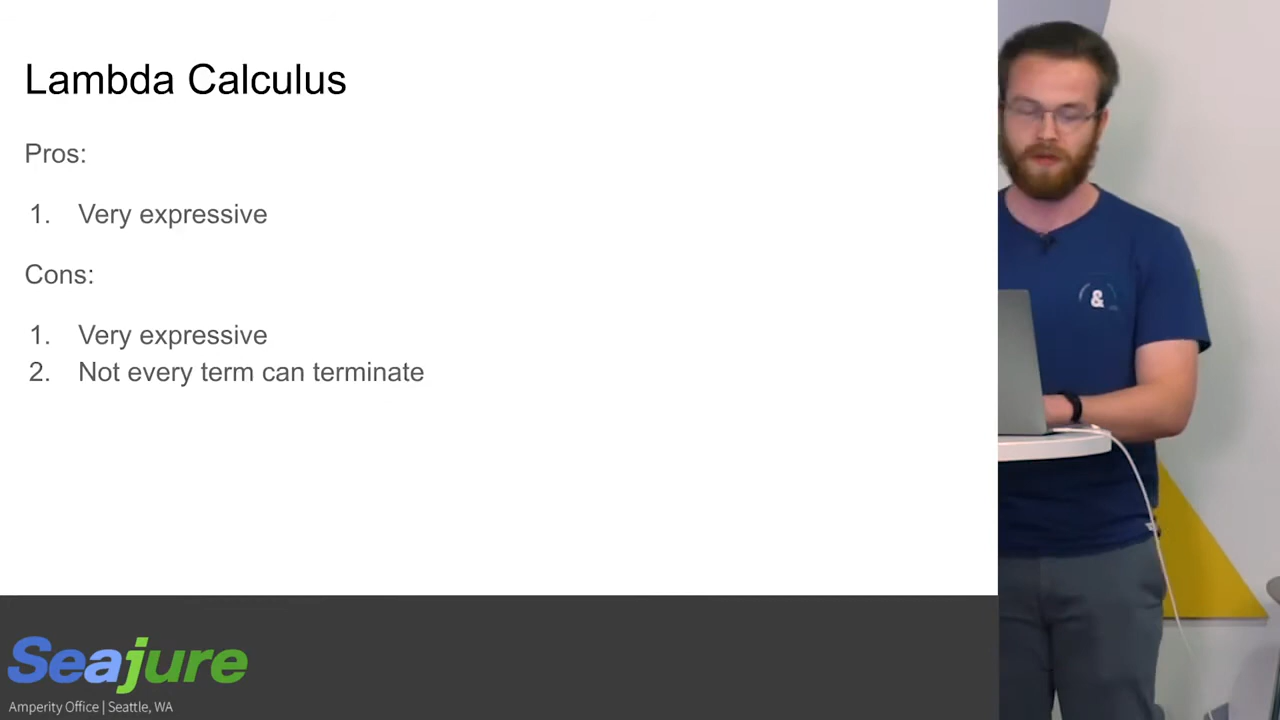 Lambda Calculus
Pros:
1. Very expressive
Cons:
1. Very expressive
2. Not every term can terminate
&
Seajure
Amperity Office | Seattle, WA